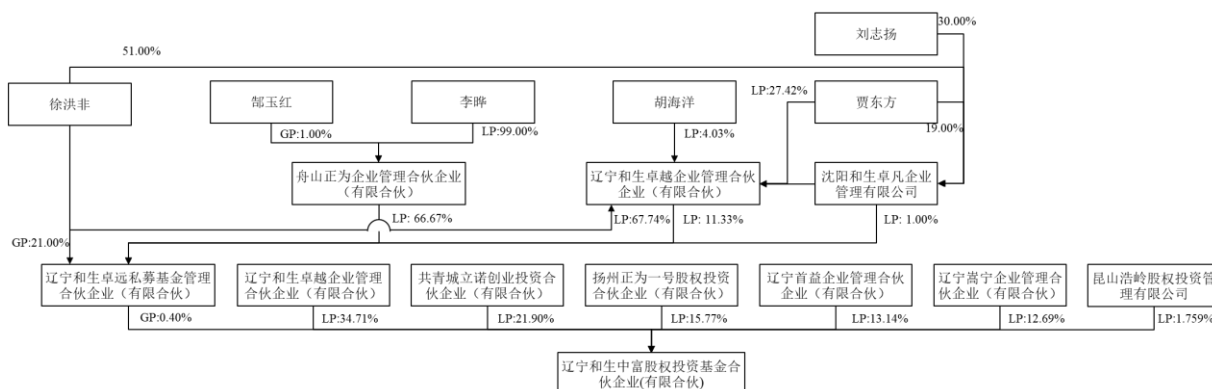 刘志扬
30.00%
51.00%
徐洪非
郜玉红
李晔
胡海洋
LP:27.42%
贾东方
GP:1.00%
LP:99.00%
LP:4.03%
19.00%
舟山正为企业管理合伙企业
（有限合伙）
辽宁和生卓越企业管理合伙
企业（有限合伙）
沈阳和生卓凡企业
管理有限公司
LP: 66.67%
LP:67.74%
LP: 11.33%
LP: 1.00%
GP:21.00%
辽宁和生卓远私募基金管理
合伙企业（有限合伙）
辽宁和生卓越企业管理
合伙企业（有限合伙）
共青城立诺创业投资合
伙企业（有限合伙）
扬州正为一号股权投资
合伙企业（有限合伙）
辽宁首益企业管理合伙
企业（有限合伙）
辽宁嵩宁企业管理合
伙企业（有限合伙）
昆山浩岭股权投资管
理有限公司
GP:0.40%
LP:34.71%
LP:21.90%
LP:15.77%
LP:13.14%
LP:12.69%
LP:1.759%
辽宁和生中富股权投资基金合
伙企业(有限合伙)